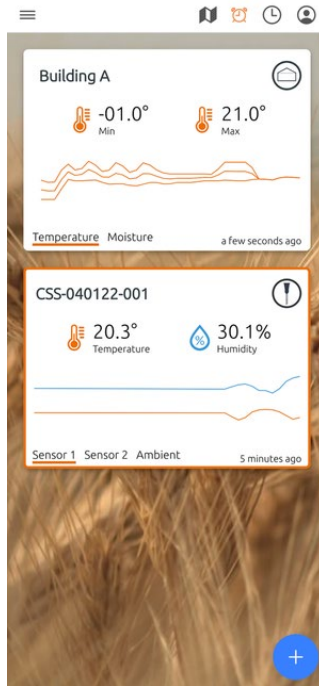 Building A
-01.0° 21.0°
Min Max
Temperature Moisture a few seconds ago
CSS-040122-001
20.3° % 30.1%
Temperature Humidity
Sensor 1 Sensor 2 Ambient 5 minutes ago
+